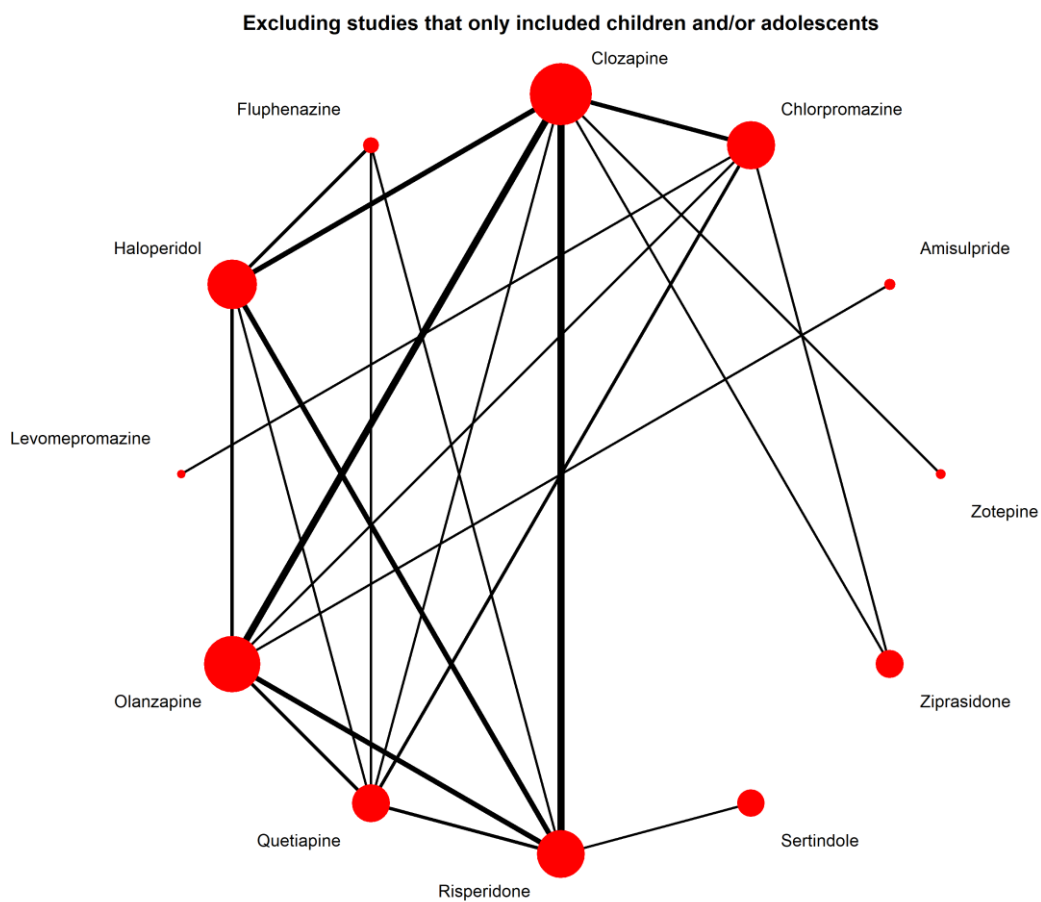 Excluding studies that only included children and/or adolescents
Clozapine
Fluphenazine
Chlorpromazine
Haloperidol
Amisulpride
Levomepromazine
Zotepine
Olanzapine
Ziprasidone
Quetiapine
Sertindole
Risperidone